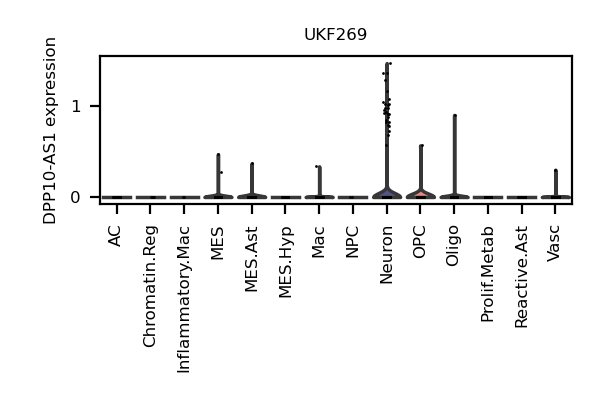 UKF269
DPP10-AS1 expression
1
0
AC
Chromatin.Reg
Inflammatory.Mac
MES
MES.Ast
MES.Hyp
Mac
NPC
Neuron
OPC
Oligo
Prolif.Metab
Reactive.Ast
Vasc